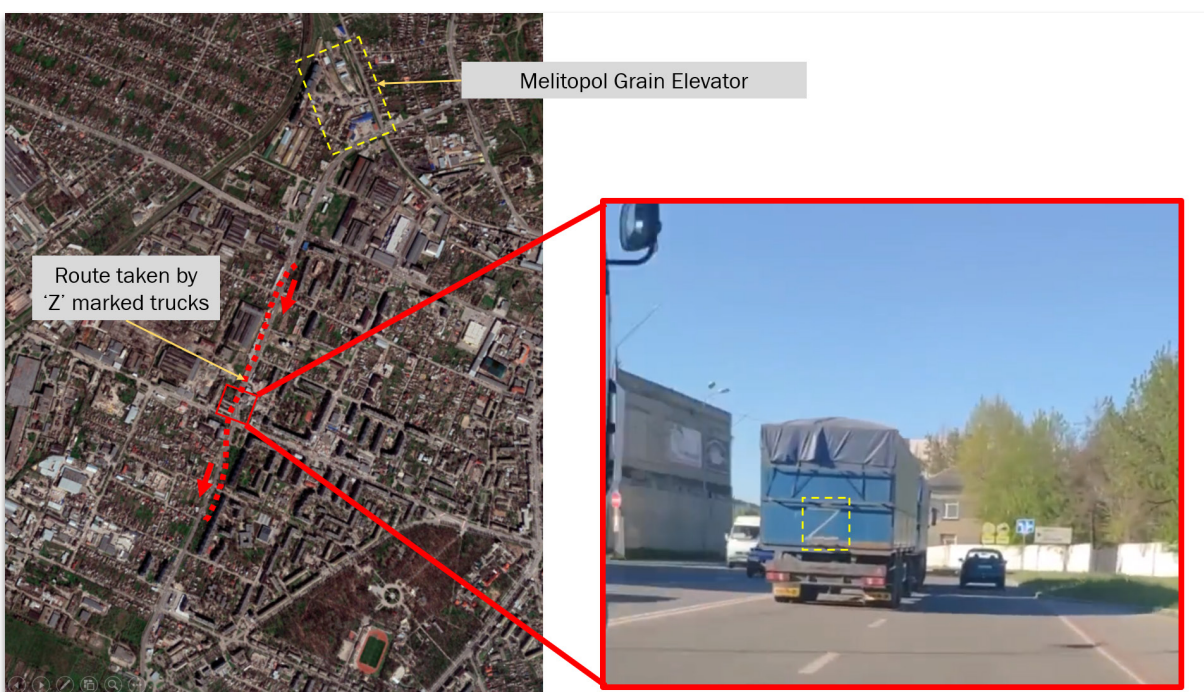 Melitopol Grain Elevator
Route taken by
‘Z’ marked trucks
Z